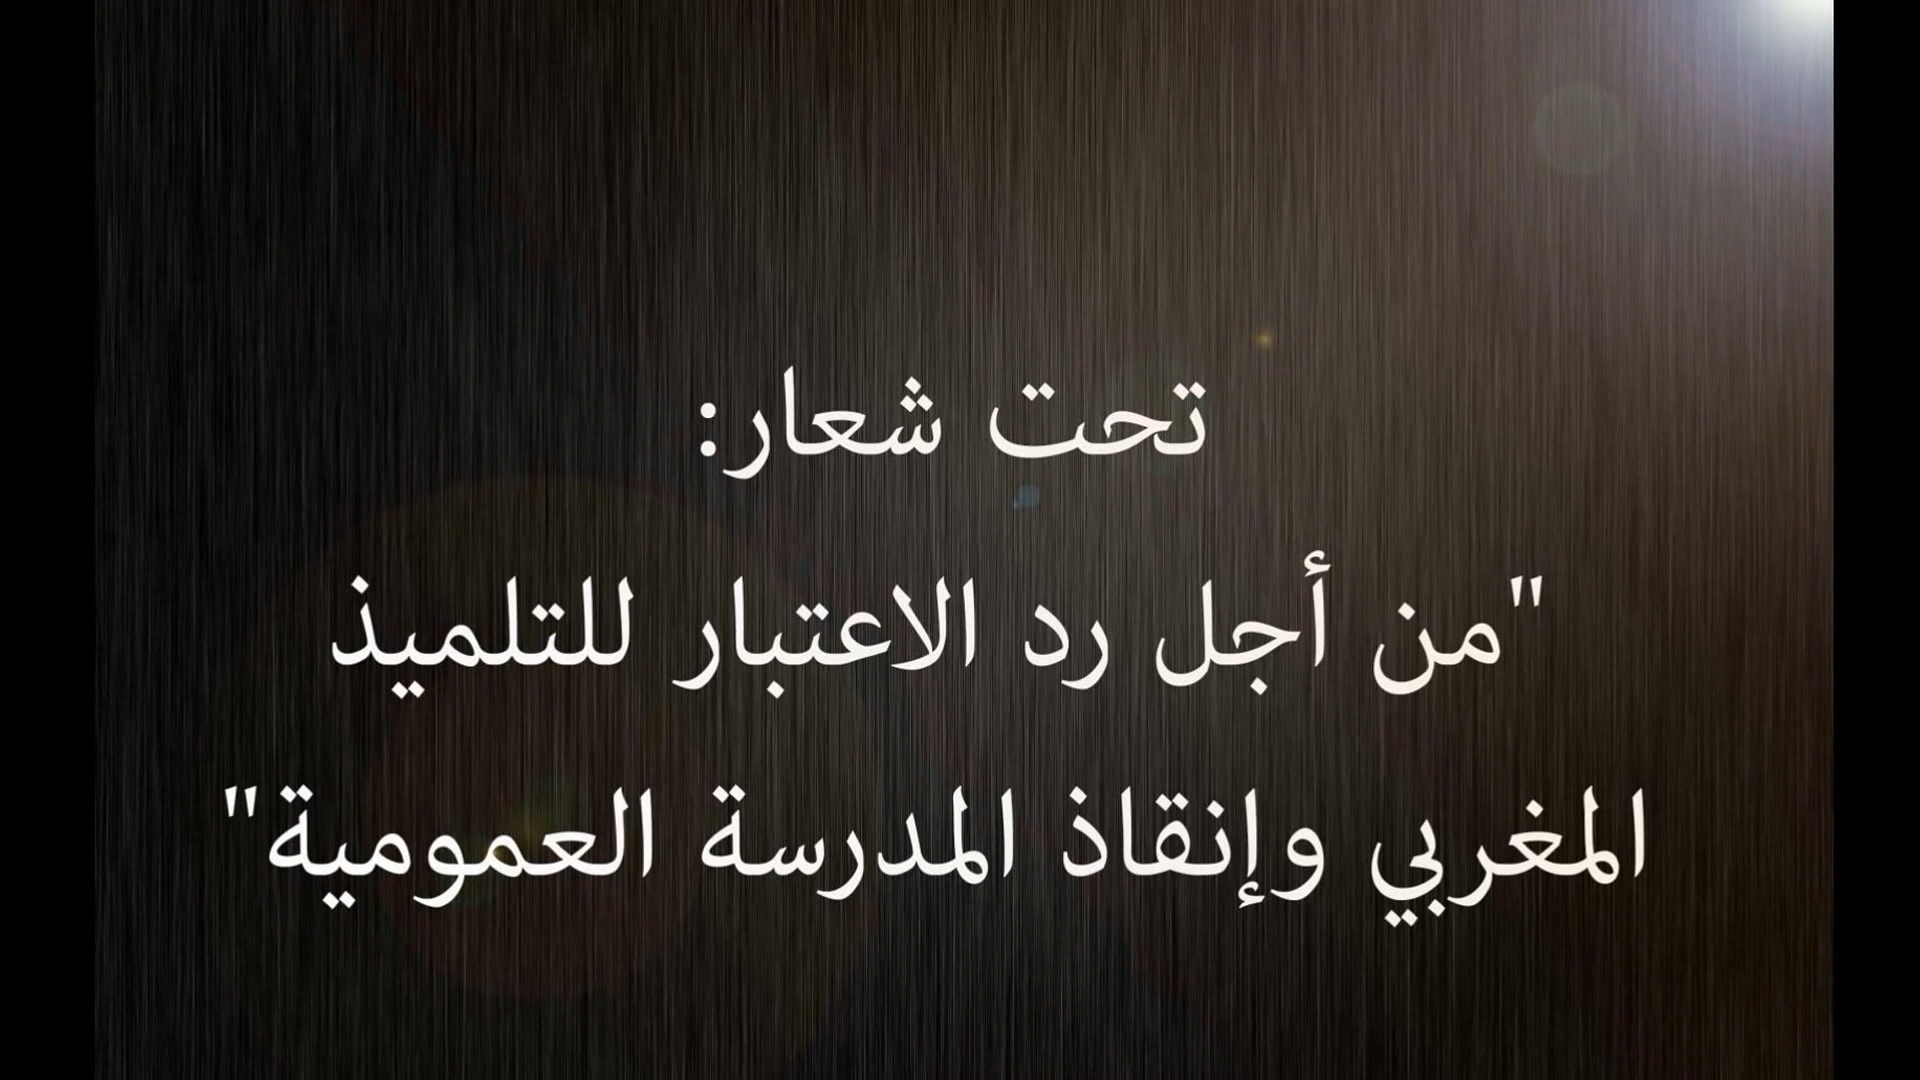 تحت شعار:
"من أجل رد الاعتبار للتلميذ
المغربي وإنقاذ المدرسة العمومية"